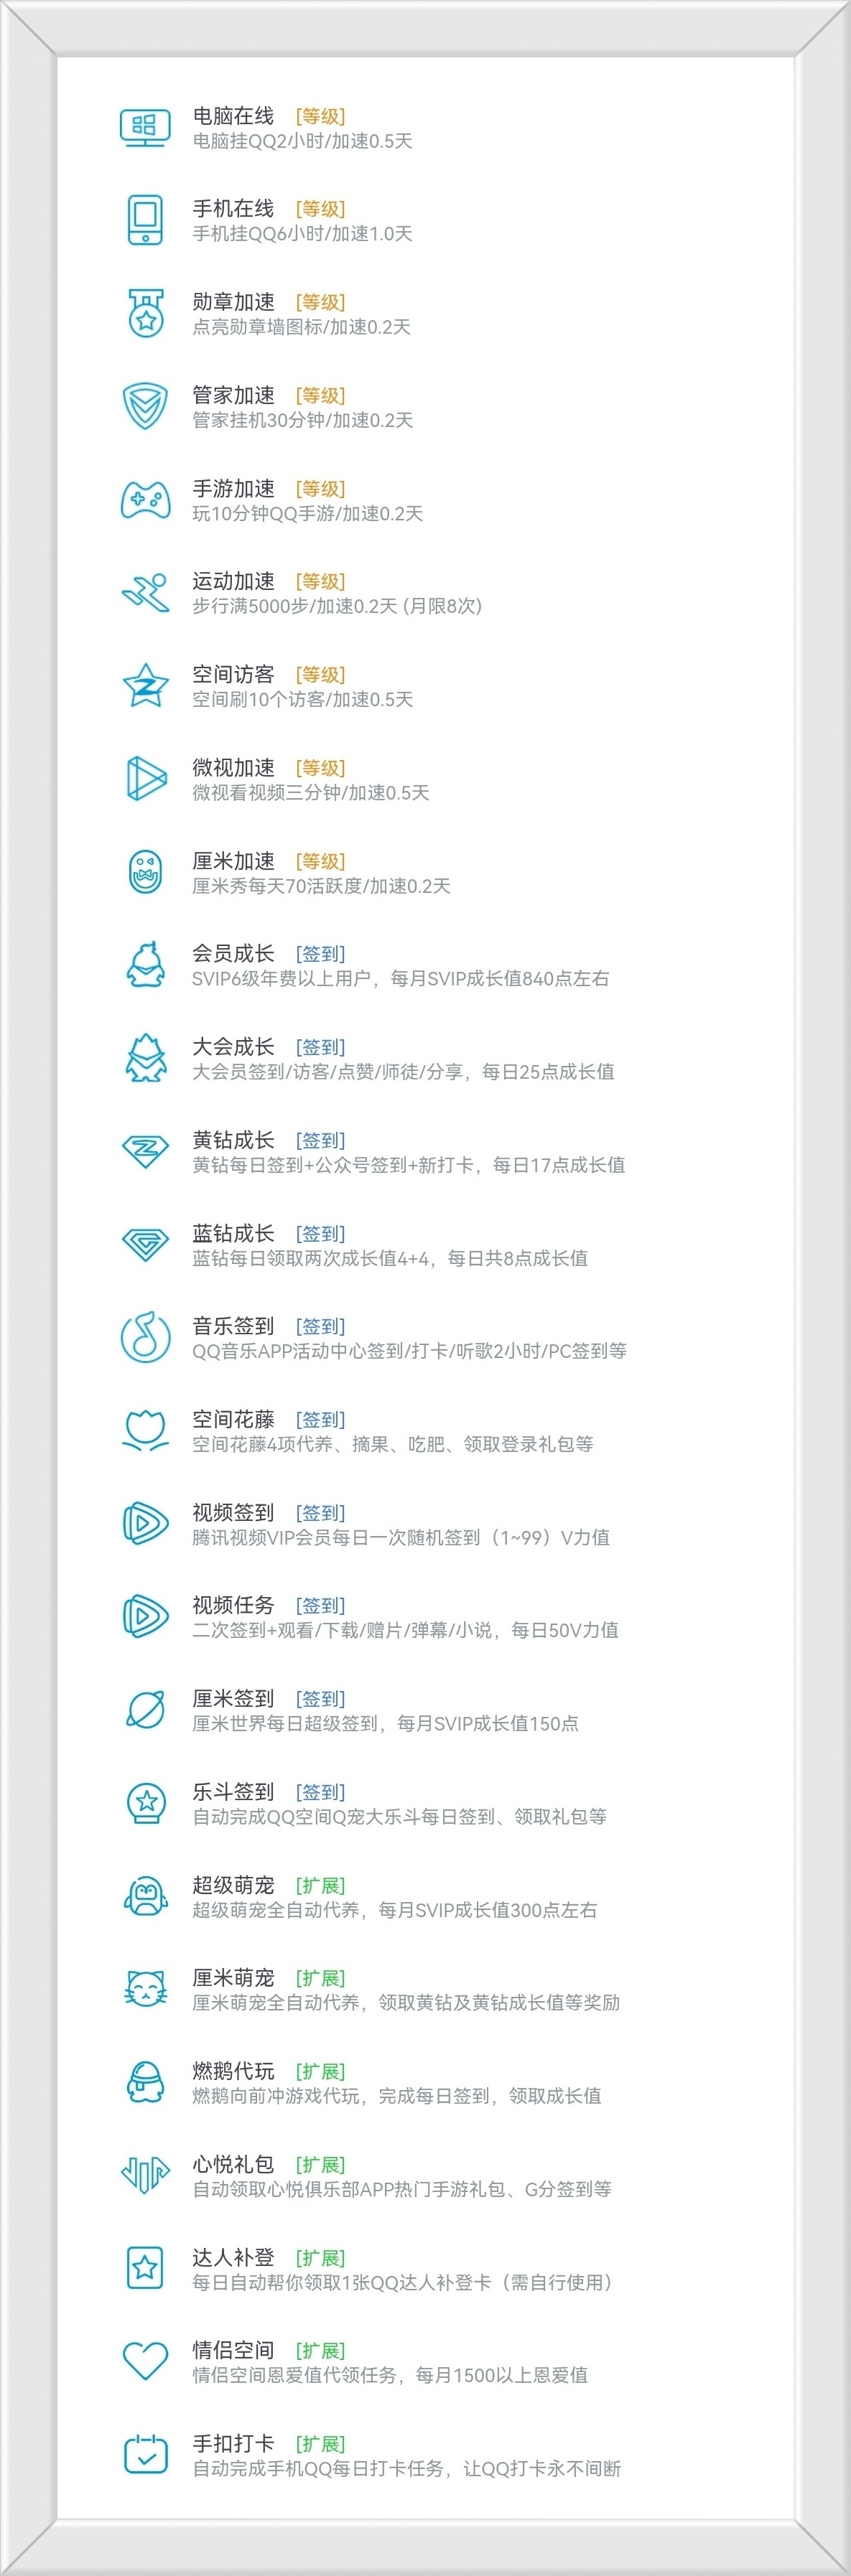 电脑在线 [等级]
电脑挂QQ2小时/加速0.5天
手机在线 [等级]
手机挂QQ6小时/加速1.0天
勋章加速 [等级]
点亮勋章墙图标/加速0.2天
管家加速 [等级]
管家挂机30分钟/加速0.2天
手游加速 [等级]
玩10分钟QQ手游/加速0.2天
运动加速 [等级]
步行满5000步/加速0.2天 (月限8次)
空间访客 [等级]
空间刷10个访客/加速0.5天
微视加速 [等级]
微视看视频三分钟/加速0.5天
厘米加速 [等级]
厘米秀每天70活跃度/加速0.2天
会员成长 [签到]
SVIP6级年费以上用户，每月SVIP成长值840点左右
大会成长 [签到]
大会员签到/访客/点赞/师徒/分享，每日25点成长值
黄钻成长 [签到]
黄钻每日签到+公众号签到+新打卡，每日17点成长值
蓝钻成长 [签到]
蓝钻每日领取两次成长值4+4，每日共8点成长值
音乐签到 [签到]
QQ音乐APP活动中心签到/打卡/听歌2小时/PC签到等
空间花藤 [签到]
空间花藤4项代养、摘果、吃肥、领取登录礼包等
视频签到 [签到]
腾讯视频VIP会员每日一次随机签到（1~99）V力值
视频任务 [签到]
二次签到+观看/下载/赠片/弹幕/小说，每日50V力值
厘米签到 [签到]
厘米世界每日超级签到，每月SVIP成长值150点
乐斗签到 [签到]
自动完成QQ空间Q宠大乐斗每日签到、领取礼包等
超级萌宠 [扩展]
超级萌宠全自动代养，每月SVIP成长值300点左右
厘米萌宠 [扩展]
厘米萌宠全自动代养，领取黄钻及黄钻成长值等奖励
燃鹅代玩 [扩展]
燃鹅向前冲游戏代玩，完成每日签到，领取成长值
心悦礼包 [扩展]
自动领取心悦俱乐部APP热门手游礼包、G分签到等
达人补登 [扩展]
每日自动帮你领取1张QQ达人补登卡（需自行使用）
情侣空间 [扩展]
情侣空间恩爱值代领任务，每月1500以上恩爱值
手扣打卡 [扩展]
自动完成手机QQ每日打卡任务，让QQ打卡永不间断